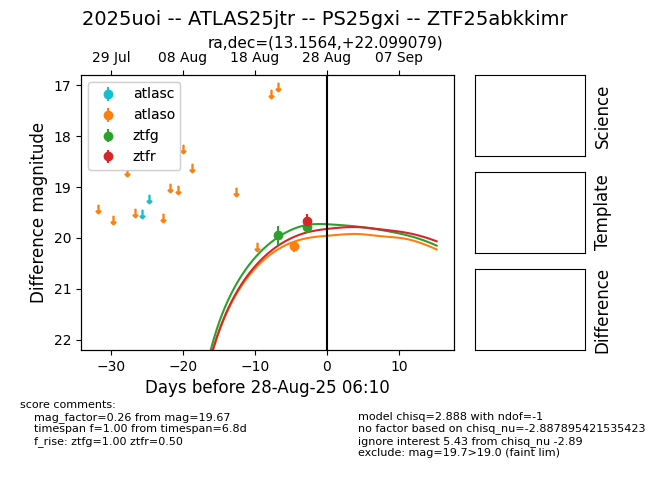 2025uoi -- ATLAS25jtr -- PS25gxi -- ZTF25abkkimr
ra,dec=(13.1564,+22.099079)
29 Jul 08 Aug 18 Aug 28 Aug 07 Sep
atlasc
atlaso
ztfg
ztfr
17
18
19
20
21
22
Difference magnitude
−30 −20 −10 0 10
Days before 28-Aug-25 06:10
Science
Template
Difference
score comments:
mag_factor=0.26 from mag=19.67
timespan f=1.00 from timespan=6.8d
f_rise: ztfg=1.00 ztfr=0.50
model chisq=2.888 with ndof=-1
no factor based on chisq_nu=-2.887895421535423
ignore interest 5.43 from chisq_nu -2.89
exclude: mag=19.7>19.0 (faint lim)